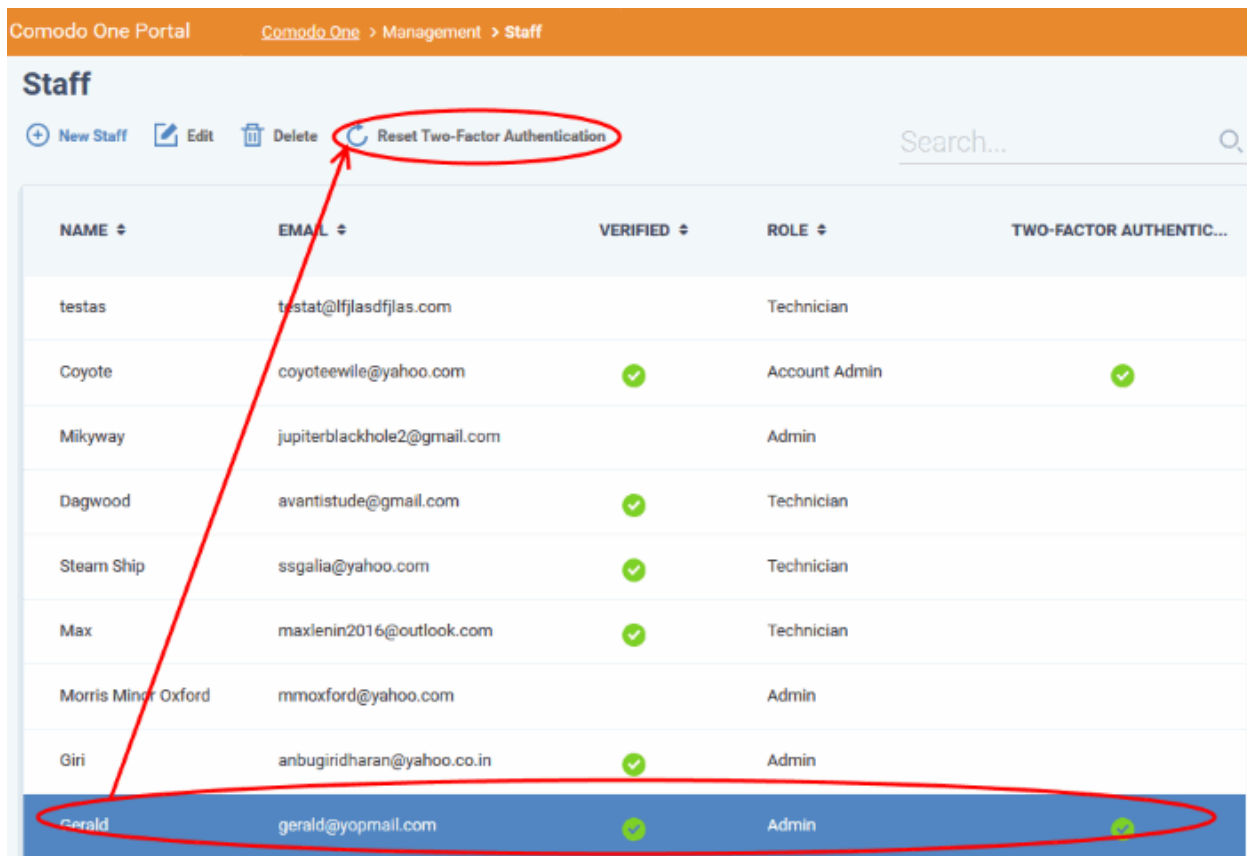 Comodo One Portal Comodo One > Management > Staff
Staff
New Staff Edit Delete Reset Two-Factor Authentication Search...
NAME EMAIL VERIFIED ROLE TWO-FACTOR AUTHENTIC...
testas testat@lfjlasdfjlas.com Technician
Coyote coyoteewile@yahoo.com Account Admin
Mikyway jupiterblackhole2@gmail.com Admin
Dagwood avantistude@gmail.com Technician
Steam Ship ssgalia@yahoo.com Technician
Max maxlenin2016@outlook.com Technician
Morris Minor Oxford mmoxford@yahoo.com Admin
Giri anbugiridharan@yahoo.co.in Admin
Gerald gerald@yopmail.com Admin